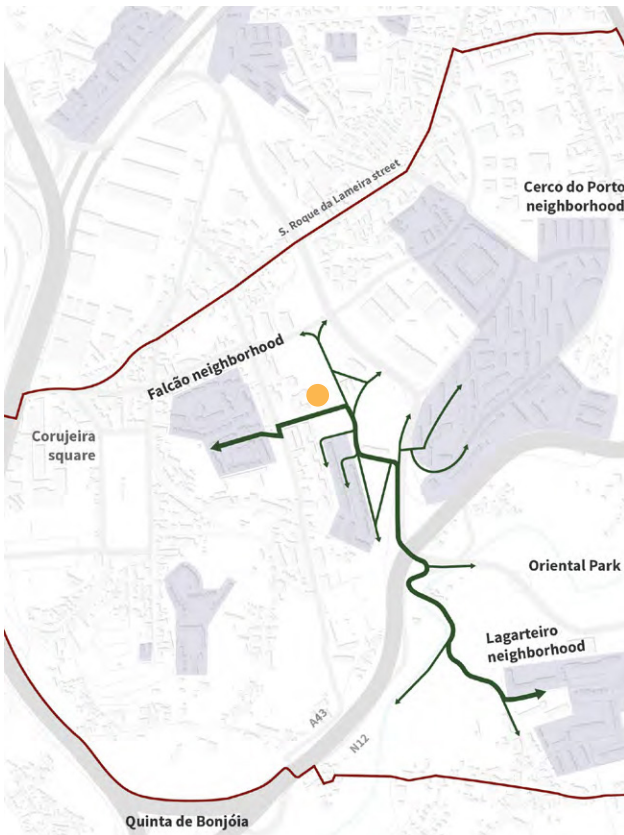 S. Roque da Lameira street
Cerco do Porto
neighborhood
Falcão neighborhood
Corujeira
square
Oriental Park
Lagarteiro
neighborhood
A43
N12
Quinta de Bonjóia